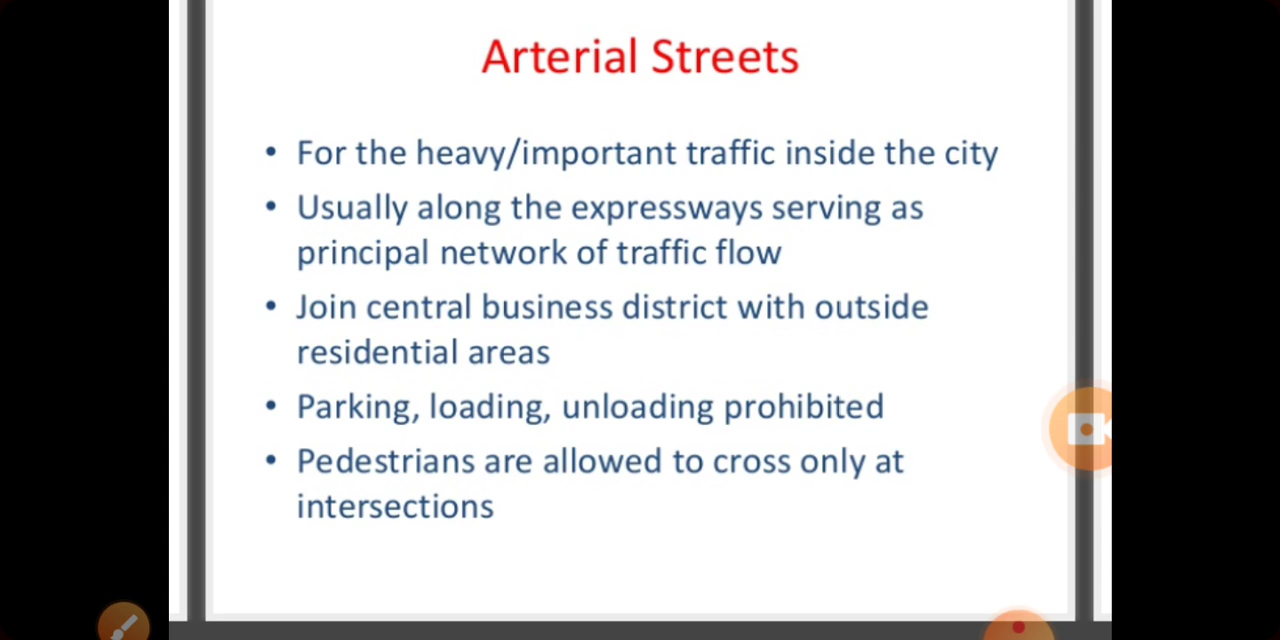 Arterial Streets
• For the heavy/important traffic inside the city
• Usually along the expressways serving as
principal network of traffic flow
• Join central business district with outside
residential areas
• Parking, loading, unloading prohibited
• Pedestrians are allowed to cross only at
intersections